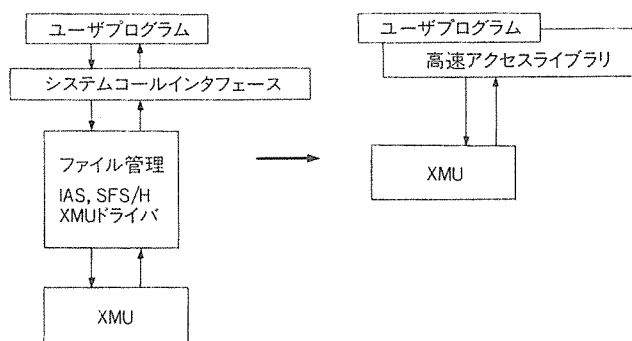 ユーザプログラム
システムコールインタフェース
ファイル管理
IAS, SFS/H
XMUドライバ
XMU
ユーザプログラム
高速アクセスライブラリ
XMU